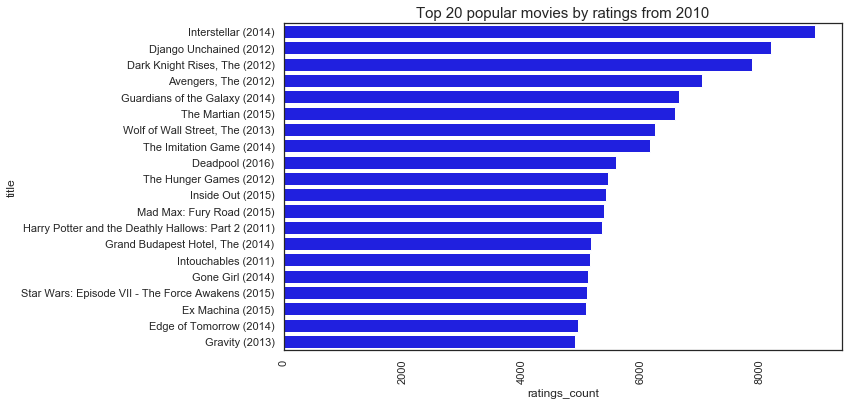 Top 20 popular movies by ratings from 2010
Interstellar (2014)
Django Unchained (2012)
Dark Knight Rises, The (2012)
Avengers, The (2012)
Guardians of the Galaxy (2014)
The Martian (2015)
Wolf of Wall Street, The (2013)
The Imitation Game (2014)
Deadpool (2016)
The Hunger Games (2012)
Inside Out (2015)
Mad Max: Fury Road (2015)
Harry Potter and the Deathly Hallows: Part 2 (2011)
Grand Budapest Hotel, The (2014)
Intouchables (2011)
Gone Girl (2014)
Star Wars: Episode VII - The Force Awakens (2015)
Ex Machina (2015)
Edge of Tomorrow (2014)
Gravity (2013)
title
0
2000
4000
6000
8000
ratings_count